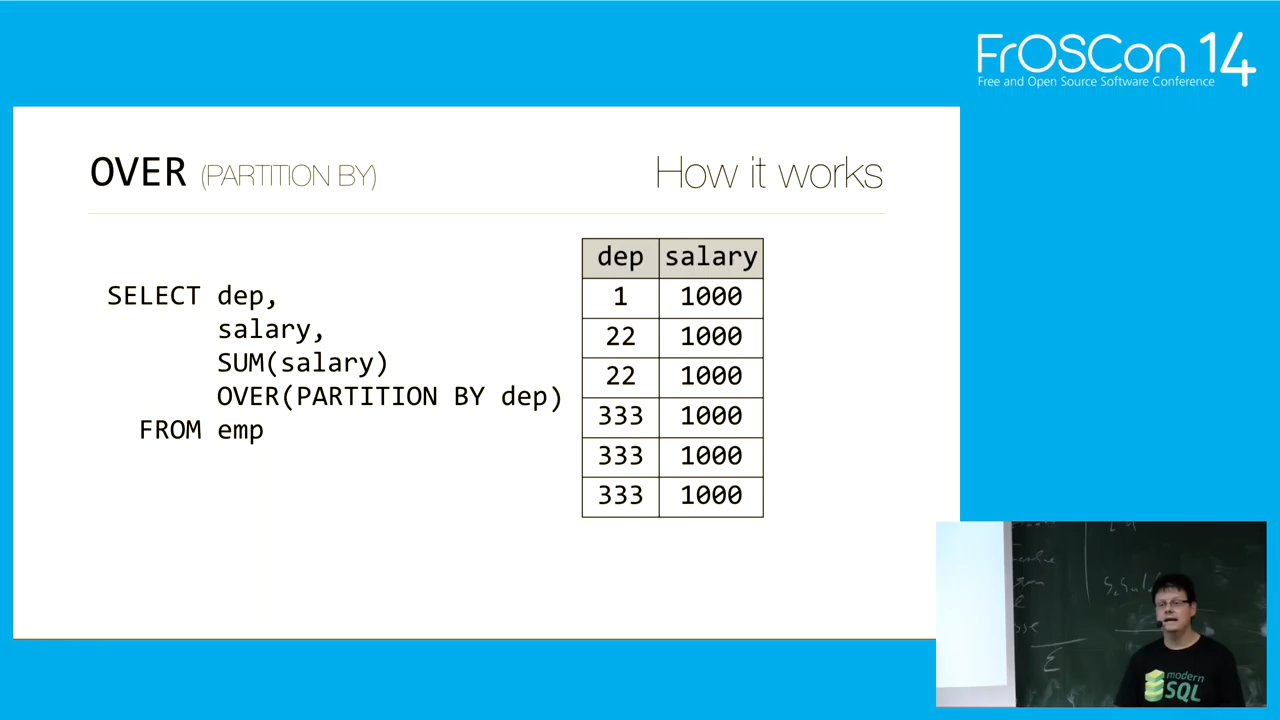 FrOSCon 14
Free and Open Source Software Conference
OVER (PARTITION BY)
How it works
SELECT dep,
salary,
SUM(salary)
OVER(PARTITION BY dep)
FROM emp
dep salary
1 1000
22 1000
22 1000
333 1000
333 1000
333 1000
modern
SQL